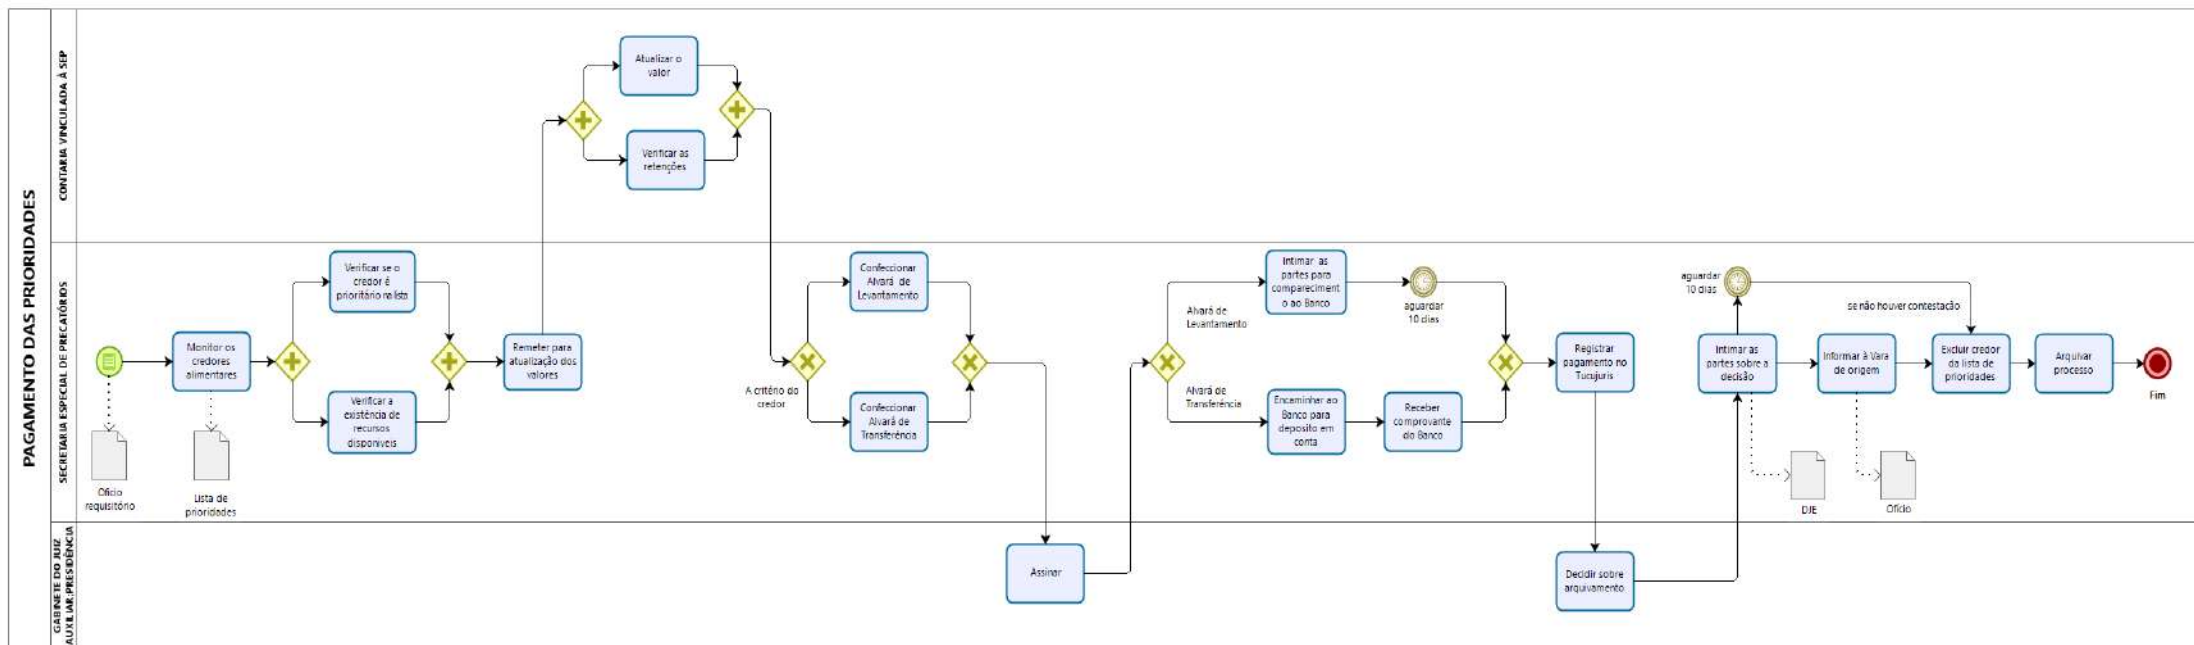 PAGAMENTO DAS PRIORIDADES
CONTARIA VINCULADA À SEP
Atualizar o
valor
Verificar as
retenções
SECRETARIA ESPECIAL DE PRECATÓRIOS
Ofício
requisitório
Monitor os
credores
alimentares
Lista de
prioridades
Verificar se o
credor é
prioritário na lista
Verificar a
existência de
recursos
disponíveis
Remeter para
atualização dos
valores
A critério do
credor
Confeccionar
Alvará de
Levantamento
Confeccionar
Alvará de
Transferência
Alvará de
Levantamento
Alvará de
Transferência
Intimar as
partes para
compareciment
o ao Banco
aguardar
10 dias
Encaminhar ao
Banco para
deposito em
conta
Receber
comprovante
do Banco
Registrar
pagamento no
Tucujuris
aguardar
10 dias
se não houver contestacão
Intimar as
partes sobre a
decisão
Informar à Vara
de origem
Excluir credor
da lista de
prioridades
Arquivar
processo
Fim
DJE
Ofício
GABINETE DO JUIZ
AUXILIAR:PRESIDÊNCIA
Assinar
Decidir sobre
arquivamento